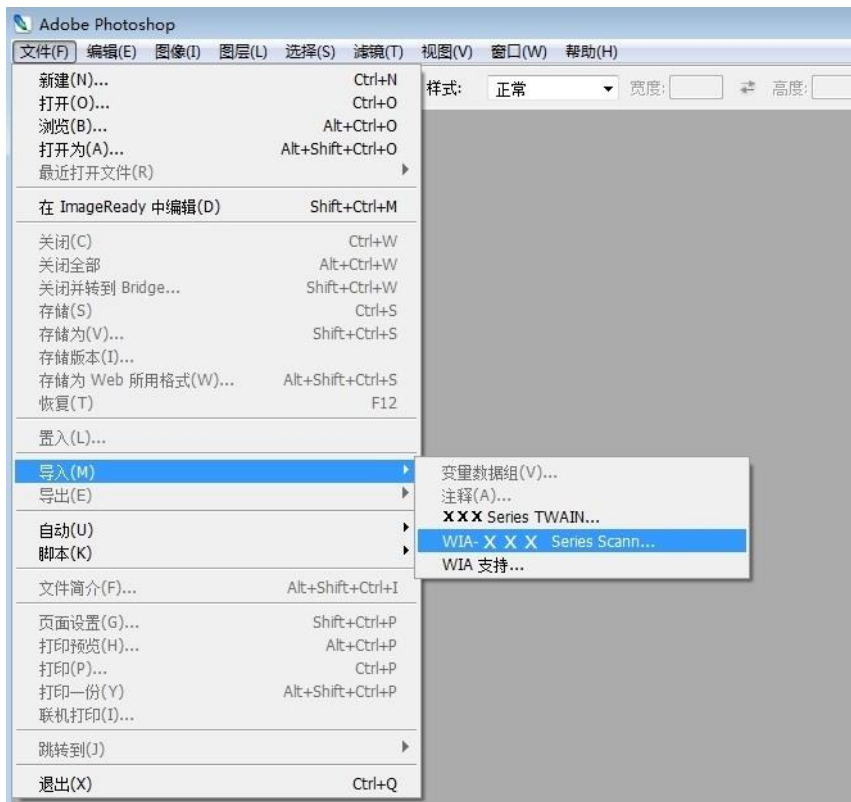 Adobe Photoshop
文件(F) 编辑(E) 图像(I) 图层(L) 选择(S) 滤镜(T) 视图(V) 窗口(W) 帮助(H)
样式: 正常 宽度: 高度:
新建(N)... Ctrl+N
打开(O)... Ctrl+O
浏览(B)... Alt+Ctrl+O
打开为(A)... Alt+Shift+Ctrl+O
最近打开文件(R)
在 ImageReady 中编辑(D) Shift+Ctrl+M
关闭(C) Ctrl+W
关闭全部 Alt+Ctrl+W
关闭并转到 Bridge... Shift+Ctrl+W
存储(S) Ctrl+S
存储为(V)... Shift+Ctrl+S
存储版本(I)...
存储为 Web 所用格式(W)... Alt+Shift+Ctrl+S
恢复(T) F12
置入(L)...
导入(M)
导出(E)
变量数据组(V)...
注释(A)...
XXX Series TWAIN...
WIA- X X X Series Scann...
WIA 支持...
自动(U)
脚本(K)
文件简介(F)... Alt+Shift+Ctrl+I
页面设置(G)... Shift+Ctrl+P
打印预览(H)... Alt+Ctrl+P
打印(P)... Ctrl+P
打印一份(Y) Alt+Shift+Ctrl+P
联机打印(I)...
跳转到(J)
退出(X) Ctrl+Q